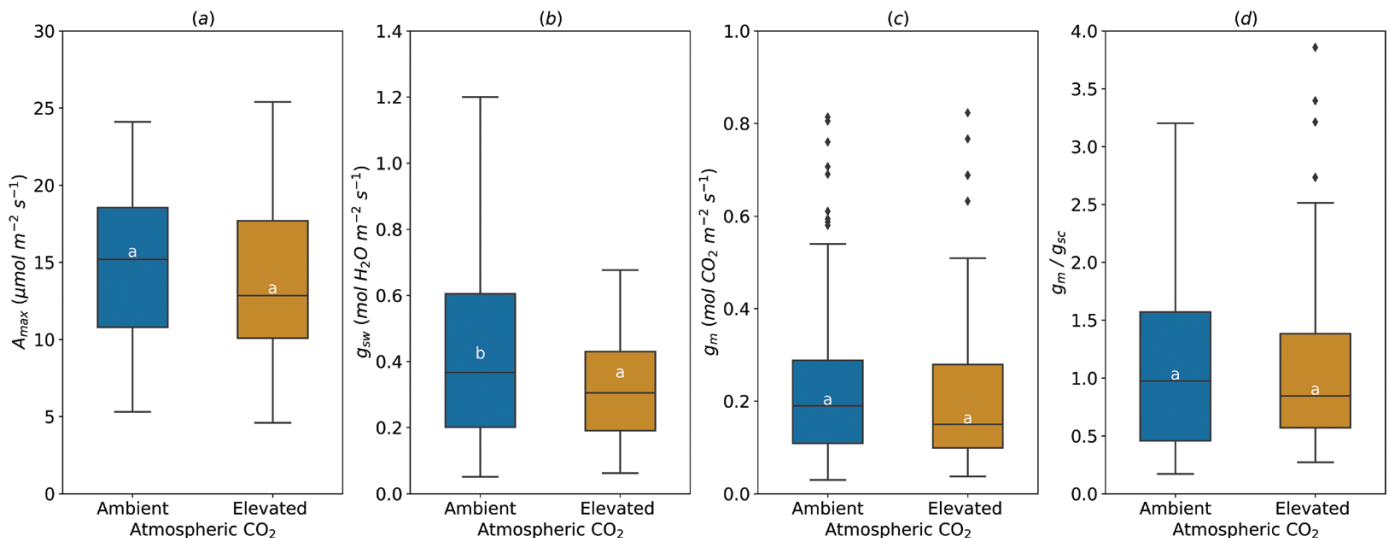 (a)
30
25
20
15
10
5
0
A_max (μmol m⁻² s⁻¹)
a
a
Ambient
Elevated
Atmospheric CO₂
(b)
1.4
1.2
1.0
0.8
0.6
0.4
0.2
0.0
g_sw (mol H₂O m⁻² s⁻¹)
b
a
Ambient
Elevated
Atmospheric CO₂
(c)
1.0
0.8
0.6
0.4
0.2
0.0
g_m (mol CO₂ m⁻² s⁻¹)
a
a
Ambient
Elevated
Atmospheric CO₂
(d)
4.0
3.5
3.0
2.5
2.0
1.5
1.0
0.5
0.0
g_m / g_sc
a
a
Ambient
Elevated
Atmospheric CO₂